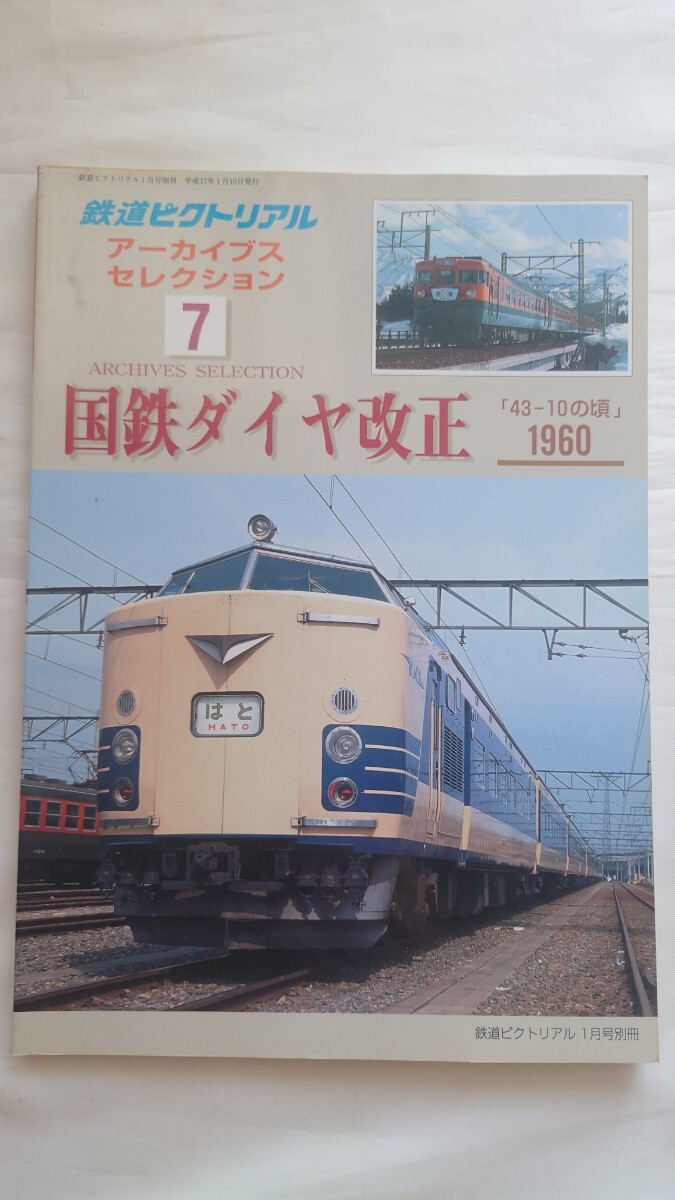 鉄道ピクトリアル1月号別冊 平成17年1月10日発行
鉄道ピクトリアル
アーカイブス
セレクション
7
ARCHIVES SELECTION
国鉄ダイヤ改正
「43-10の頃」
1960
はと
HATO
鉄道ピクトリアル 1月号別冊